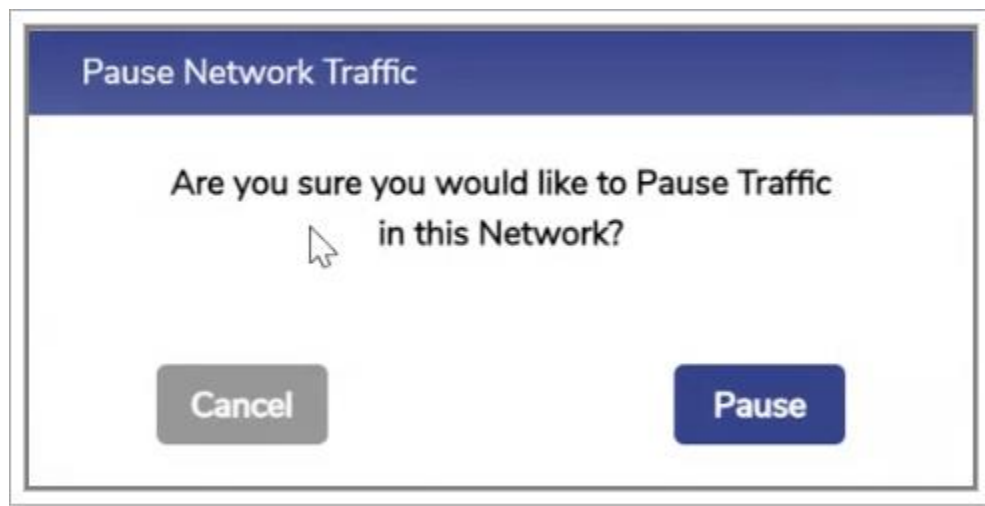 Pause Network Traffic
Are you sure you would like to Pause Traffic
in this Network?
Cancel
Pause